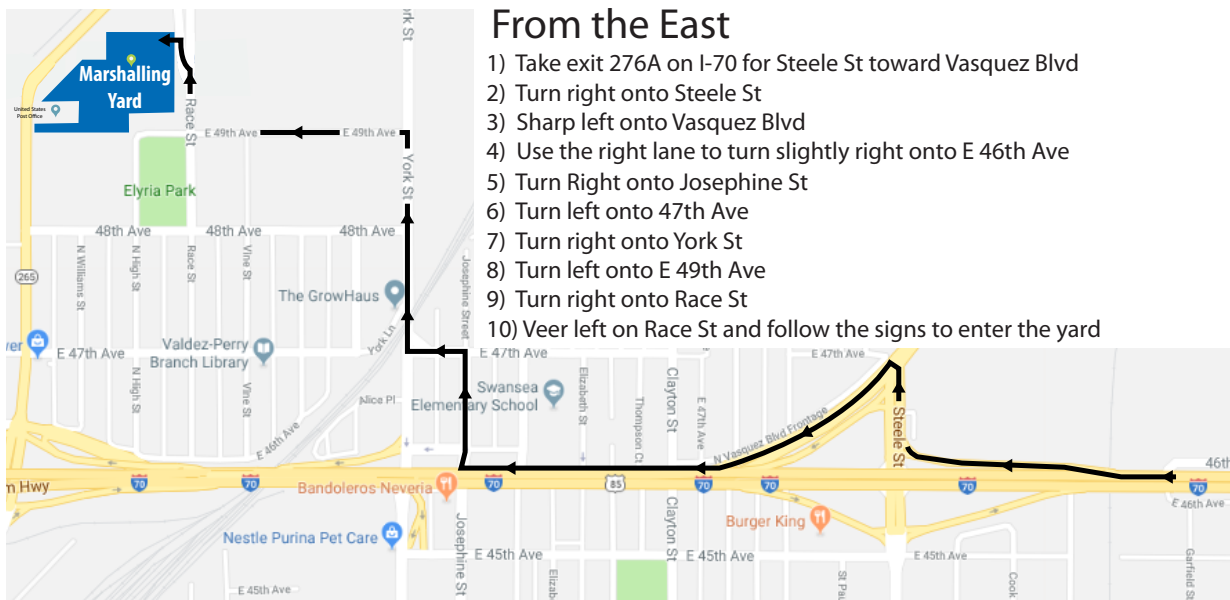 From the East
1) Take exit 276A on I-70 for Steele St toward Vasquez Blvd
2) Turn right onto Steele St
3) Sharp left onto Vasquez Blvd
4) Use the right lane to turn slightly right onto E 46th Ave
5) Turn Right onto Josephine St
6) Turn left onto 47th Ave
7) Turn right onto York St
8) Turn left onto E 49th Ave
9) Turn right onto Race St
10) Veer left on Race St and follow the signs to enter the yard
rk St
Marshalling
Yard
United States
Post Office
Race St
E 49th Ave
E 49th Ave
York St
Elyria Park
48th Ave
48th Ave
48th Ave
265
N Williams St
N High St
Race St
Vine St
Josephine Street
The GrowHaus
York Ln
ver
E 47th Ave
Valdez-Perry
Branch Library
E 47th Ave
E 47th Ave
N High St
Vine St
Alice Pl
Swansea
Elementary School
Elizabeth St
Thompson Ct
Clayton St
E 47th Ave
N Vasquez Blvd Frontage
Steele St
E 46th Ave
46th
m Hwy
70
70
Bandoleros Neveria
70
85
70
70
70
70
E 46th Ave
Nestle Purina Pet Care
Josephine St
Clayton St
Burger King
E 45th Ave
E 45th Ave
E 45th Ave
E 45th Ave
Elizab
St Pau
Cook
Garfield St